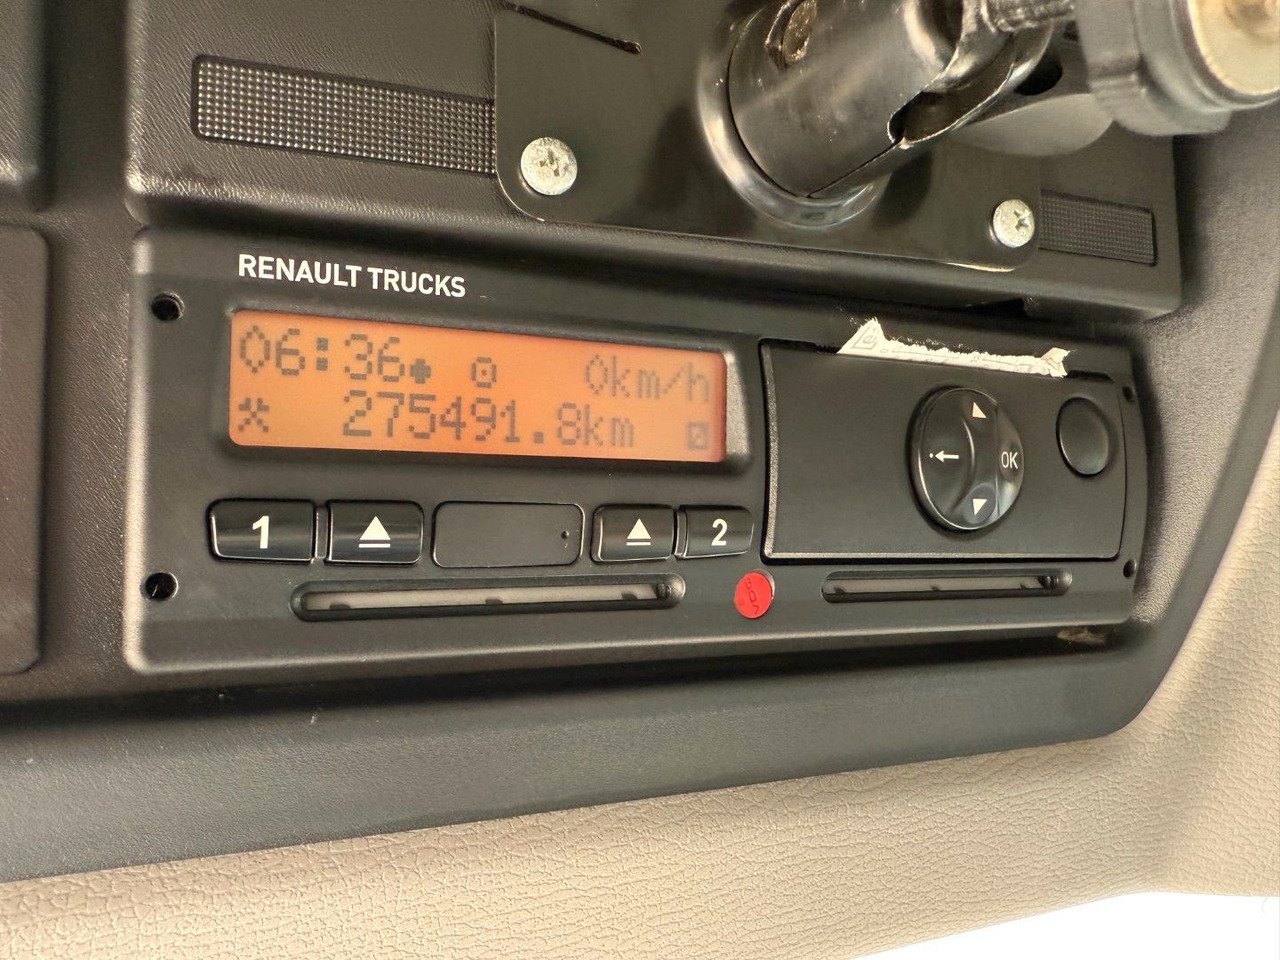 RENAULT TRUCKS
06:36 0km/h
275491.8km
1 2
OK